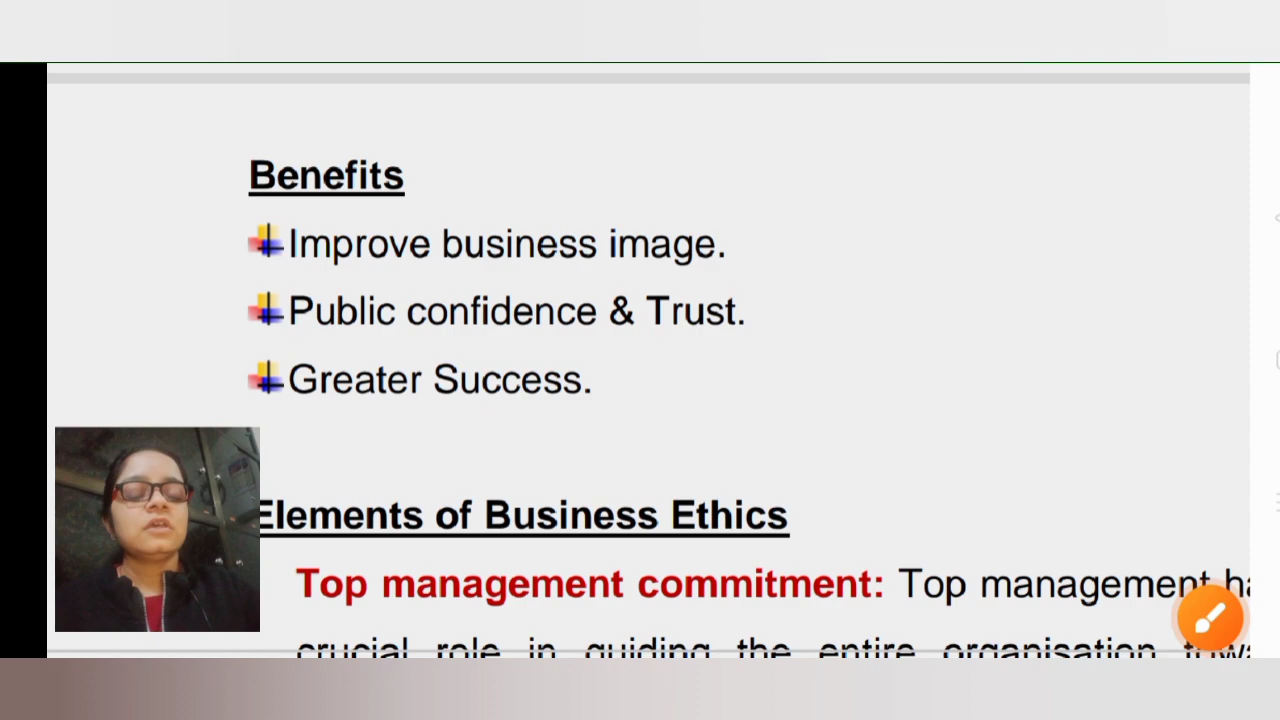 Benefits
Improve business image.
Public confidence & Trust.
Greater Success.
Elements of Business Ethics
Top management commitment: Top management
crucial role in guiding the entire organisation